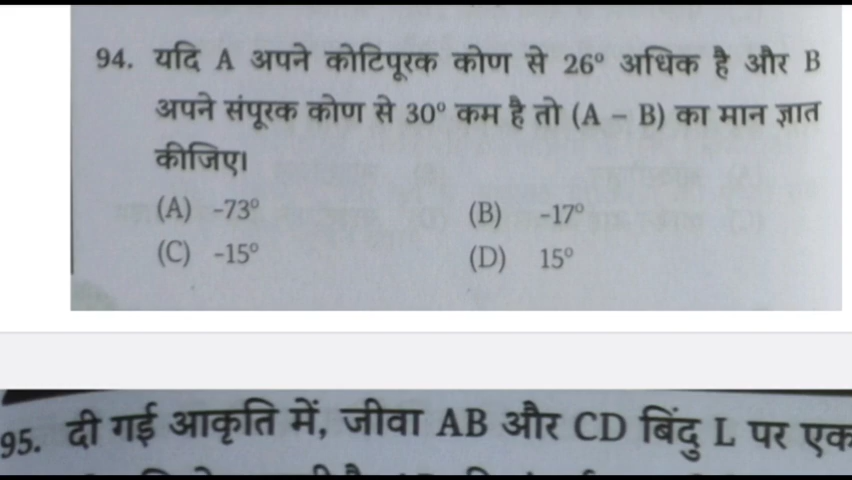 94. यदि A अपने कोटिपूरक कोण से 26° अधिक है और B
अपने संपूरक कोण से 30° कम है तो (A − B) का मान ज्ञात
कीजिए।
(A) -73° (B) -17°
(C) -15° (D) 15°
95. दी गई आकृति में, जीवा AB और CD बिंदु L पर एक